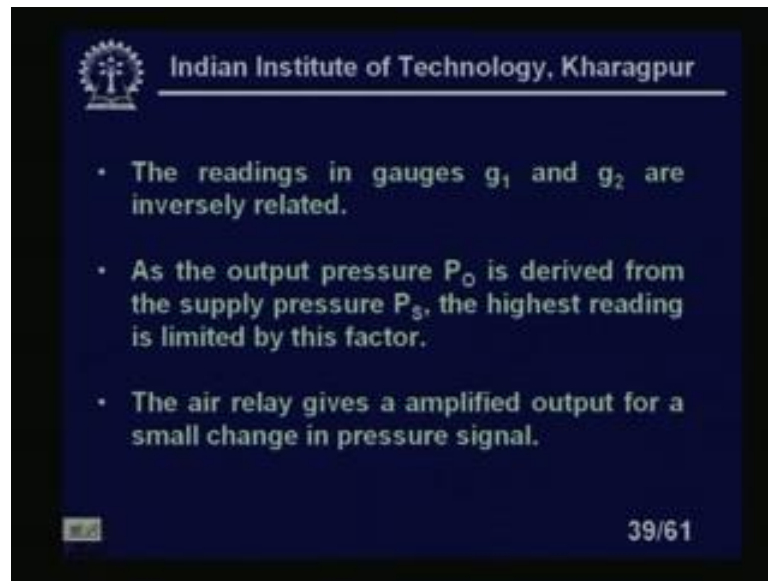 Indian Institute of Technology, Kharagpur
• The readings in gauges g₁ and g₂ are
inversely related.
• As the output pressure P₀ is derived from
the supply pressure Pₛ, the highest reading
is limited by this factor.
• The air relay gives a amplified output for a
small change in pressure signal.
39/61